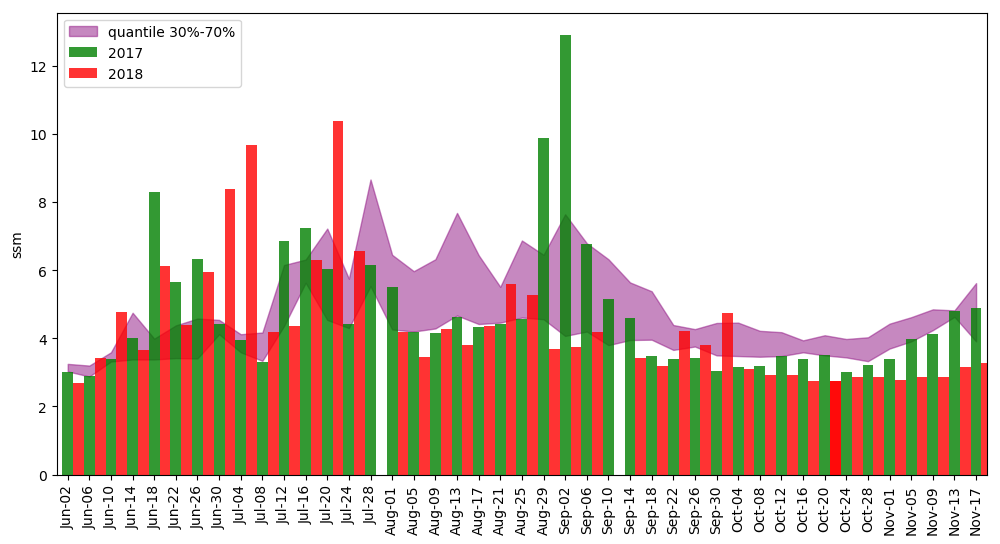 quantile 30%-70%
2017
2018
12
10
8
6
4
2
0
ssm
Jun-02
Jun-06
Jun-10
Jun-14
Jun-18
Jun-22
Jun-26
Jun-30
Jul-04
Jul-08
Jul-12
Jul-16
Jul-20
Jul-24
Jul-28
Aug-01
Aug-05
Aug-09
Aug-13
Aug-17
Aug-21
Aug-25
Aug-29
Sep-02
Sep-06
Sep-10
Sep-14
Sep-18
Sep-22
Sep-26
Sep-30
Oct-04
Oct-08
Oct-12
Oct-16
Oct-20
Oct-24
Oct-28
Nov-01
Nov-05
Nov-09
Nov-13
Nov-17